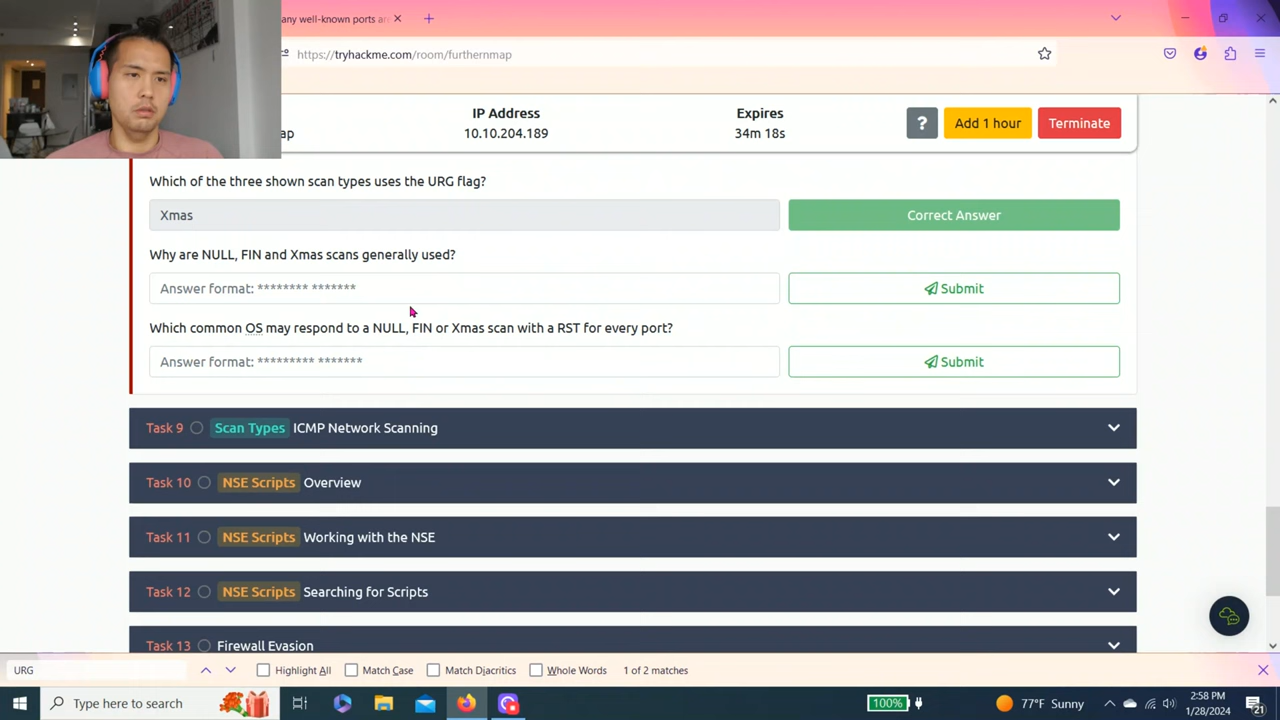 any well-known ports ar
https://tryhackme.com/room/furthernmap
IP Address
Expires
ap
10.10.204.189
34m 18s
?
Add 1 hour
Terminate
Which of the three shown scan types uses the URG flag?
Xmas
Correct Answer
Why are NULL, FIN and Xmas scans generally used?
Answer format: ******** *******
Submit
Which common OS may respond to a NULL, FIN or Xmas scan with a RST for every port?
Answer format: ********* *******
Submit
Task 9 Scan Types ICMP Network Scanning
Task 10 NSE Scripts Overview
Task 11 NSE Scripts Working with the NSE
Task 12 NSE Scripts Searching for Scripts
Task 13 Firewall Evasion
URG
Highlight All
Match Case
Match Diacritics
Whole Words
1 of 2 matches
Type here to search
100%
77°F Sunny
2:58 PM
1/28/2024
21